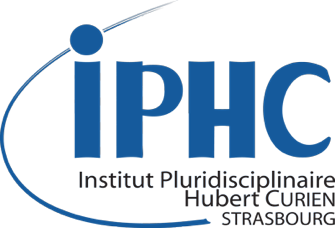 iPHC
Institut Pluridisciplinaire
Hubert CURIEN
STRASBOURG